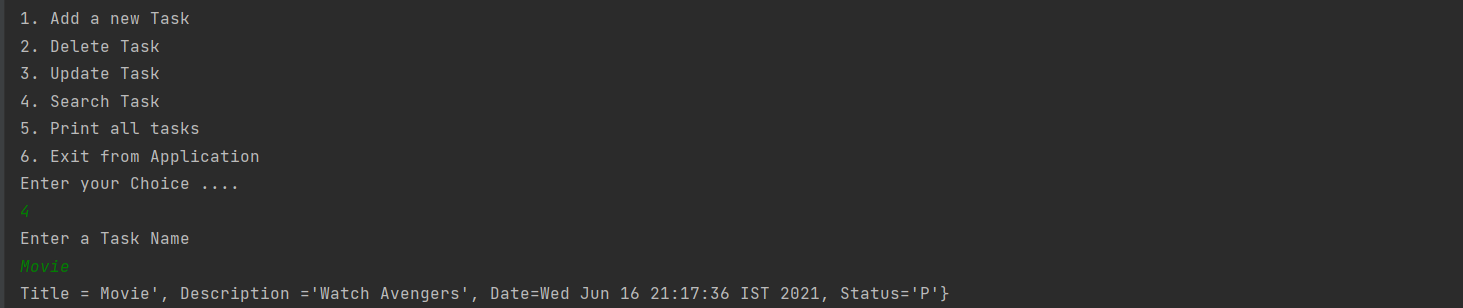 1. Add a new Task
2. Delete Task
3. Update Task
4. Search Task
5. Print all tasks
6. Exit from Application
Enter your Choice ....
4
Enter a Task Name
Movie
Title = Movie', Description ='Watch Avengers', Date=Wed Jun 16 21:17:36 IST 2021, Status='P'}